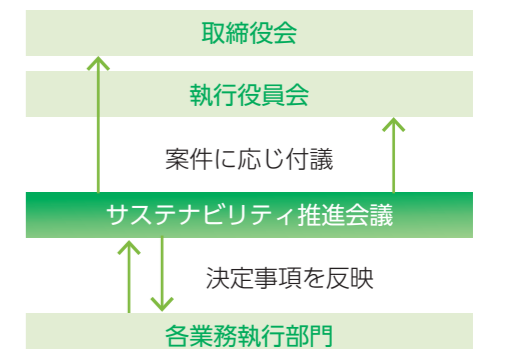 取締役会
執行役員会
案件に応じ付議
サステナビリティ推進会議
決定事項を反映
各業務執行部門